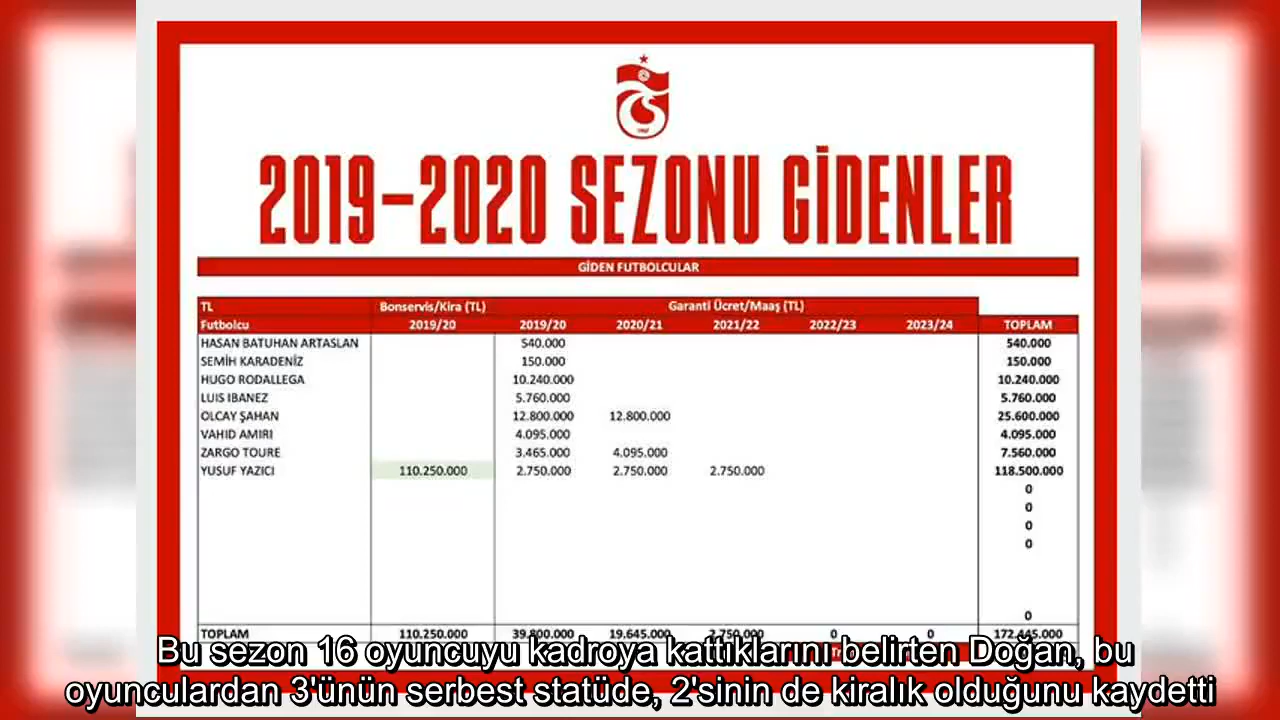 2019-2020 SEZONU GİDENLER
GİDEN FUTBOLCULAR
TL Bonservis/Kira (TL) Garanti Ücret/Maaş (TL)
Futbolcu 2019/20 2019/20 2020/21 2021/22 2022/23 2023/24 TOPLAM
HASAN BATUHAN ARTASLAN 540.000 540.000
SEMİH KARADENİZ 150.000 150.000
HUGO RODALLEGA 10.240.000 10.240.000
LUIS IBANEZ 5.760.000 5.760.000
OLCAY ŞAHAN 12.800.000 12.800.000 25.600.000
VAHID AMIRI 4.095.000 4.095.000
ZARGO TOURE 3.465.000 4.095.000 7.560.000
YUSUF YAZICI 110.250.000 2.750.000 2.750.000 2.750.000 118.500.000
0
0
0
0
0
TOPLAM 110.250.000 39.800.000 19.645.000 2.750.000 0 0 172.445.000
Bu sezon 16 oyuncuyu kadroya kattıklarını belirten Doğan, bu
oyunculardan 3'ünün serbest statüde, 2'sinin de kiralık olduğunu kaydetti